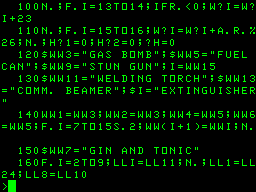 100N.;F.I=13TO14;IFR.<0;W?I=W?
I+23
110N.;F.I=15TO16;W?I=W?I+A.R.%
26;N.;H?1=0;H?2=0;?H=0
120$WW3="GAS BOMB";$WW5="FUEL
CAN";$WW9="STUN GUN";I=WW15
130$WW11="WELDING TORCH";$WW13
="COMM. BEAMER";$I="EXTINGUISHER
"
140WW1=WW3;WW2=WW3;WW4=WW5;WW6
=WW5;F.I=7TO15S.2;WW(I+1)=WWI;N.
150$WW7="GIN AND TONIC"
160F.I=2TO9;LLI=LL11;N.;LL1=LL
24;LL8=LL10
>